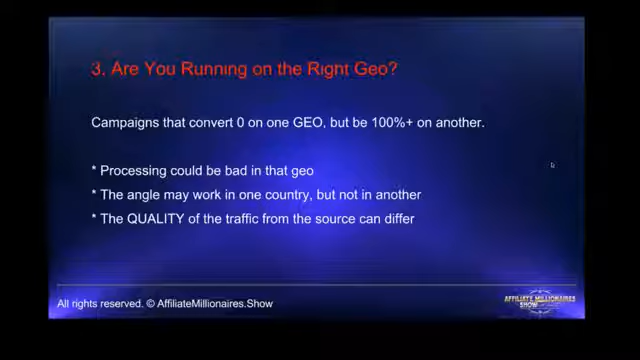 3. Are You Running on the Right Geo?
Campaigns that convert 0 on one GEO, but be 100%+ on another.
* Processing could be bad in that geo
* The angle may work in one country, but not in another
* The QUALITY of the traffic from the source can differ
All rights reserved. © AffiliateMillionaires.Show
AFFILIATE MILLIONAIRES
SHOW